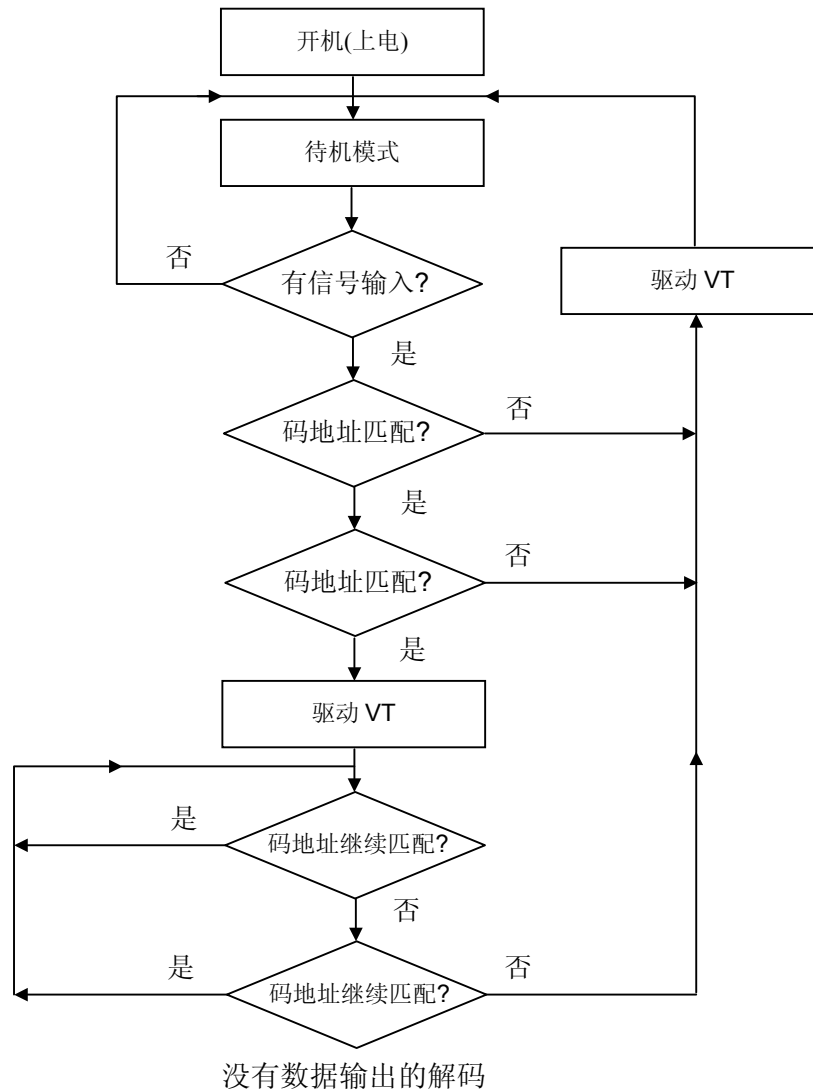 开机(上电)
待机模式
否
有信号输入?
驱动 VT
是
码地址匹配?
否
是
码地址匹配?
否
是
驱动 VT
是
码地址继续匹配?
否
是
码地址继续匹配?
否
没有数据输出的解码